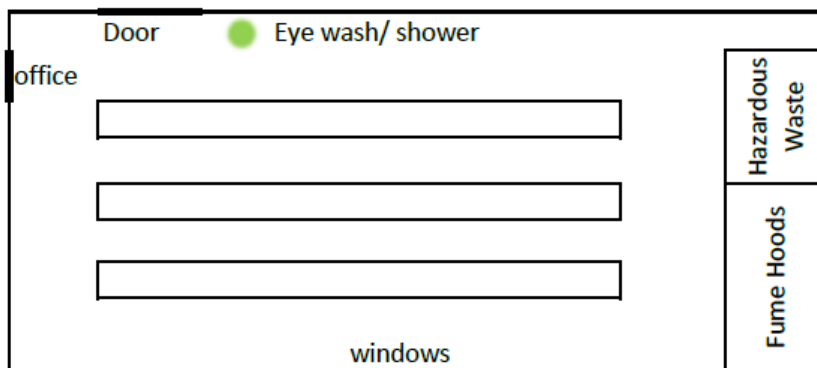 Door
Eye wash/ shower
office
Hazardous
Waste
Fume Hoods
windows